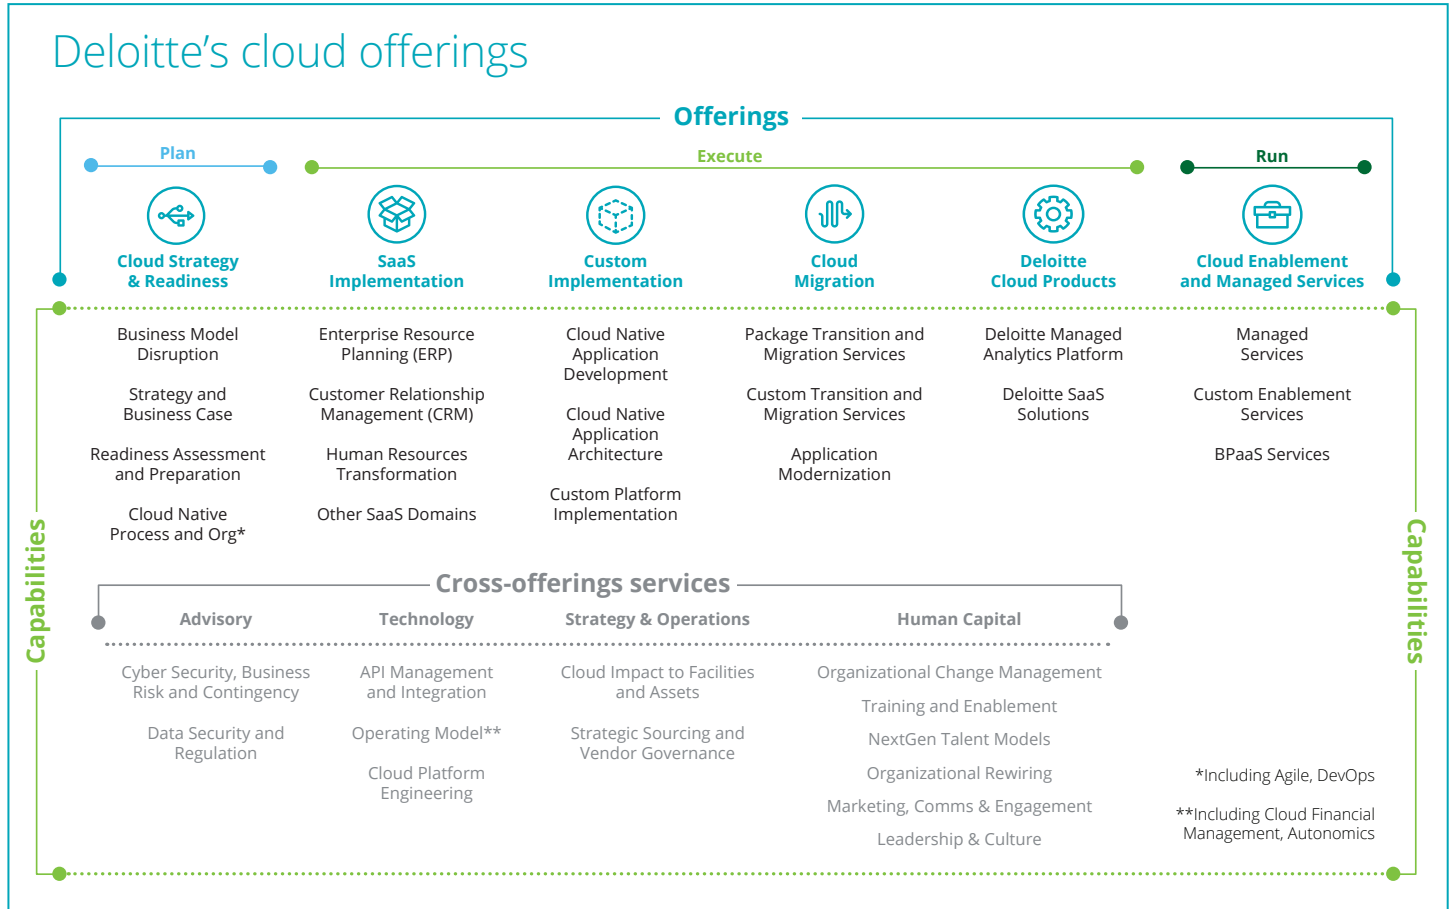 Deloitte's cloud offerings
Offerings
Plan
Execute
Run
Cloud Strategy
& Readiness
SaaS
Implementation
Custom
Implementation
Cloud
Migration
Deloitte
Cloud Products
Cloud Enablement
and Managed Services
Capabilities
Business Model
Disruption
Strategy and
Business Case
Readiness Assessment
and Preparation
Cloud Native
Process and Org*
Enterprise Resource
Planning (ERP)
Customer Relationship
Management (CRM)
Human Resources
Transformation
Other SaaS Domains
Cloud Native
Application
Development
Cloud Native
Application
Architecture
Custom Platform
Implementation
Package Transition and
Migration Services
Custom Transition and
Migration Services
Application
Modernization
Deloitte Managed
Analytics Platform
Deloitte SaaS
Solutions
Managed
Services
Custom Enablement
Services
BPaaS Services
Capabilities
Cross-offerings services
Advisory
Cyber Security, Business
Risk and Contingency
Data Security and
Regulation
Technology
API Management
and Integration
Operating Model**
Cloud Platform
Engineering
Strategy & Operations
Cloud Impact to Facilities
and Assets
Strategic Sourcing and
Vendor Governance
Human Capital
Organizational Change Management
Training and Enablement
NextGen Talent Models
Organizational Rewiring
Marketing, Comms & Engagement
Leadership & Culture
*Including Agile, DevOps
**Including Cloud Financial
Management, Autonomics